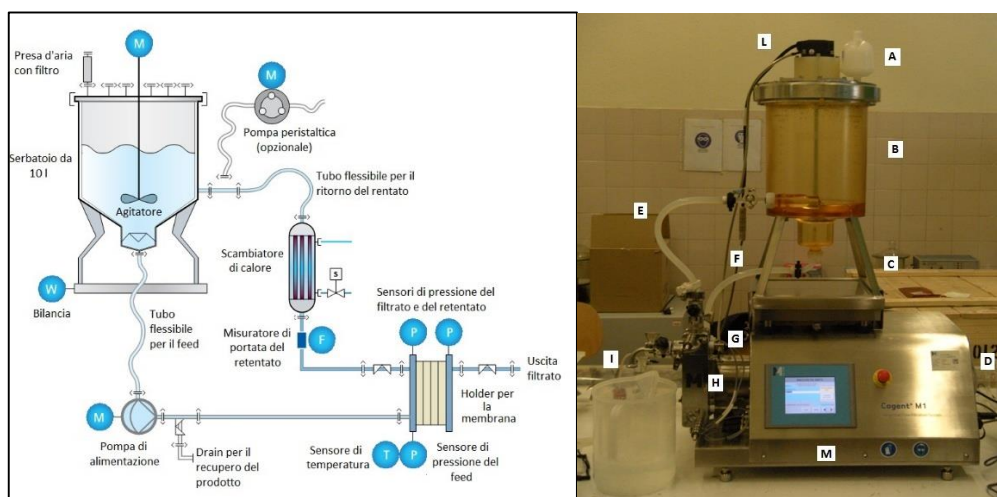 M
Presa d'aria
con filtro
M
Pompa peristaltica
(opzionale)
Serbatoio da
10 l
Agitatore
Tubo flessibile per il
ritorno del rentato
Scambiatore
di calore
S
W
Bilancia
Tubo
flessibile
per il feed
Sensori di pressione del
filtrato e del retentato
Misuratore di
portata del
retentato
F
P
P
Uscita
filtrato
Holder per
la
membrana
M
Pompa di
alimentazione
Drain per il
recupero del
prodotto
Sensore di
temperatura
T
P
Sensore di
pressione del
feed
L
A
B
E
F
C
G
I
H
D
Cogent M1
M